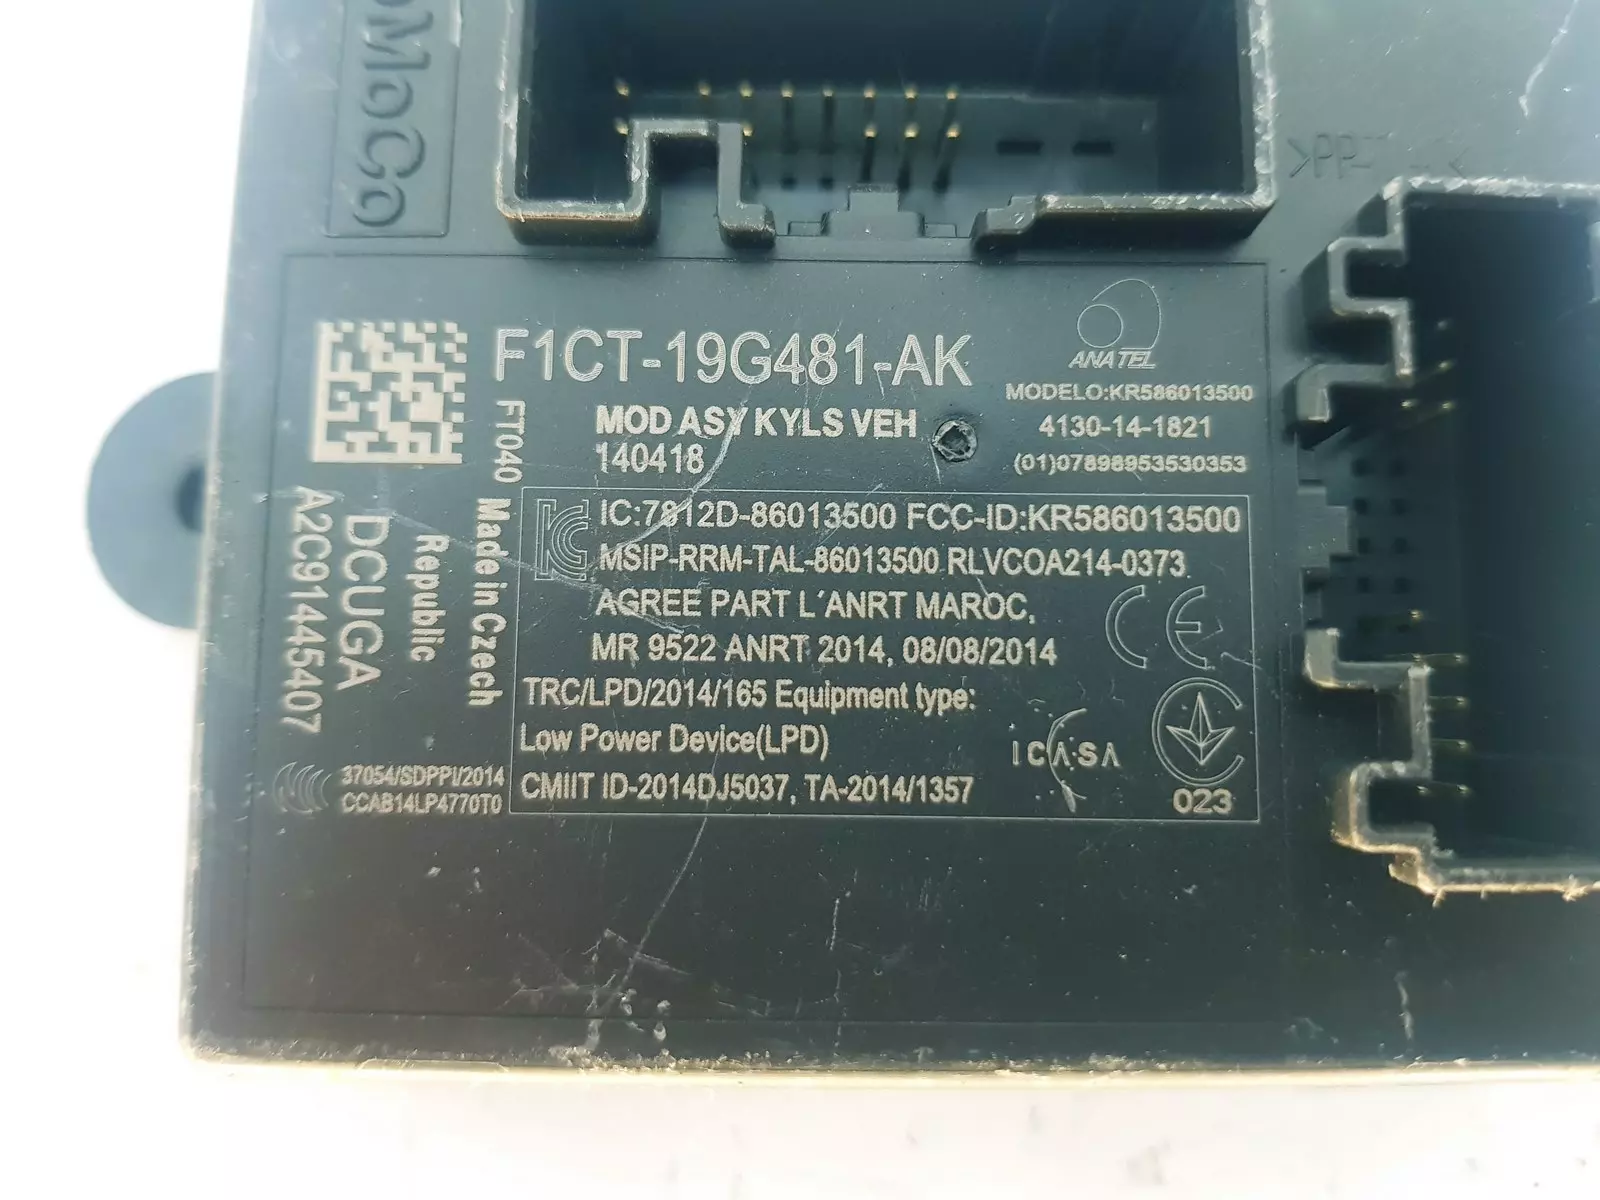 MoCo
F1CT-19G481-AK
MOD ASY KYLS VEH
140418
ANATEL
MODELO:KR586013500
4130-14-1821
(01)07898953530353
FT040
Made in Czech
Republic
DCUGA
A2C91445407
IC:7812D-86013500 FCC-ID:KR586013500
MSIP-RRM-TAL-86013500 RLVCOA214-0373
AGREE PART L´ANRT MAROC,
MR 9522 ANRT 2014, 08/08/2014
CE
TRC/LPD/2014/165 Equipment type:
Low Power Device(LPD)
CMIIT ID-2014DJ5037, TA-2014/1357
ICASA
023
37054/SDPPI/2014
CCAB14LP4770T0